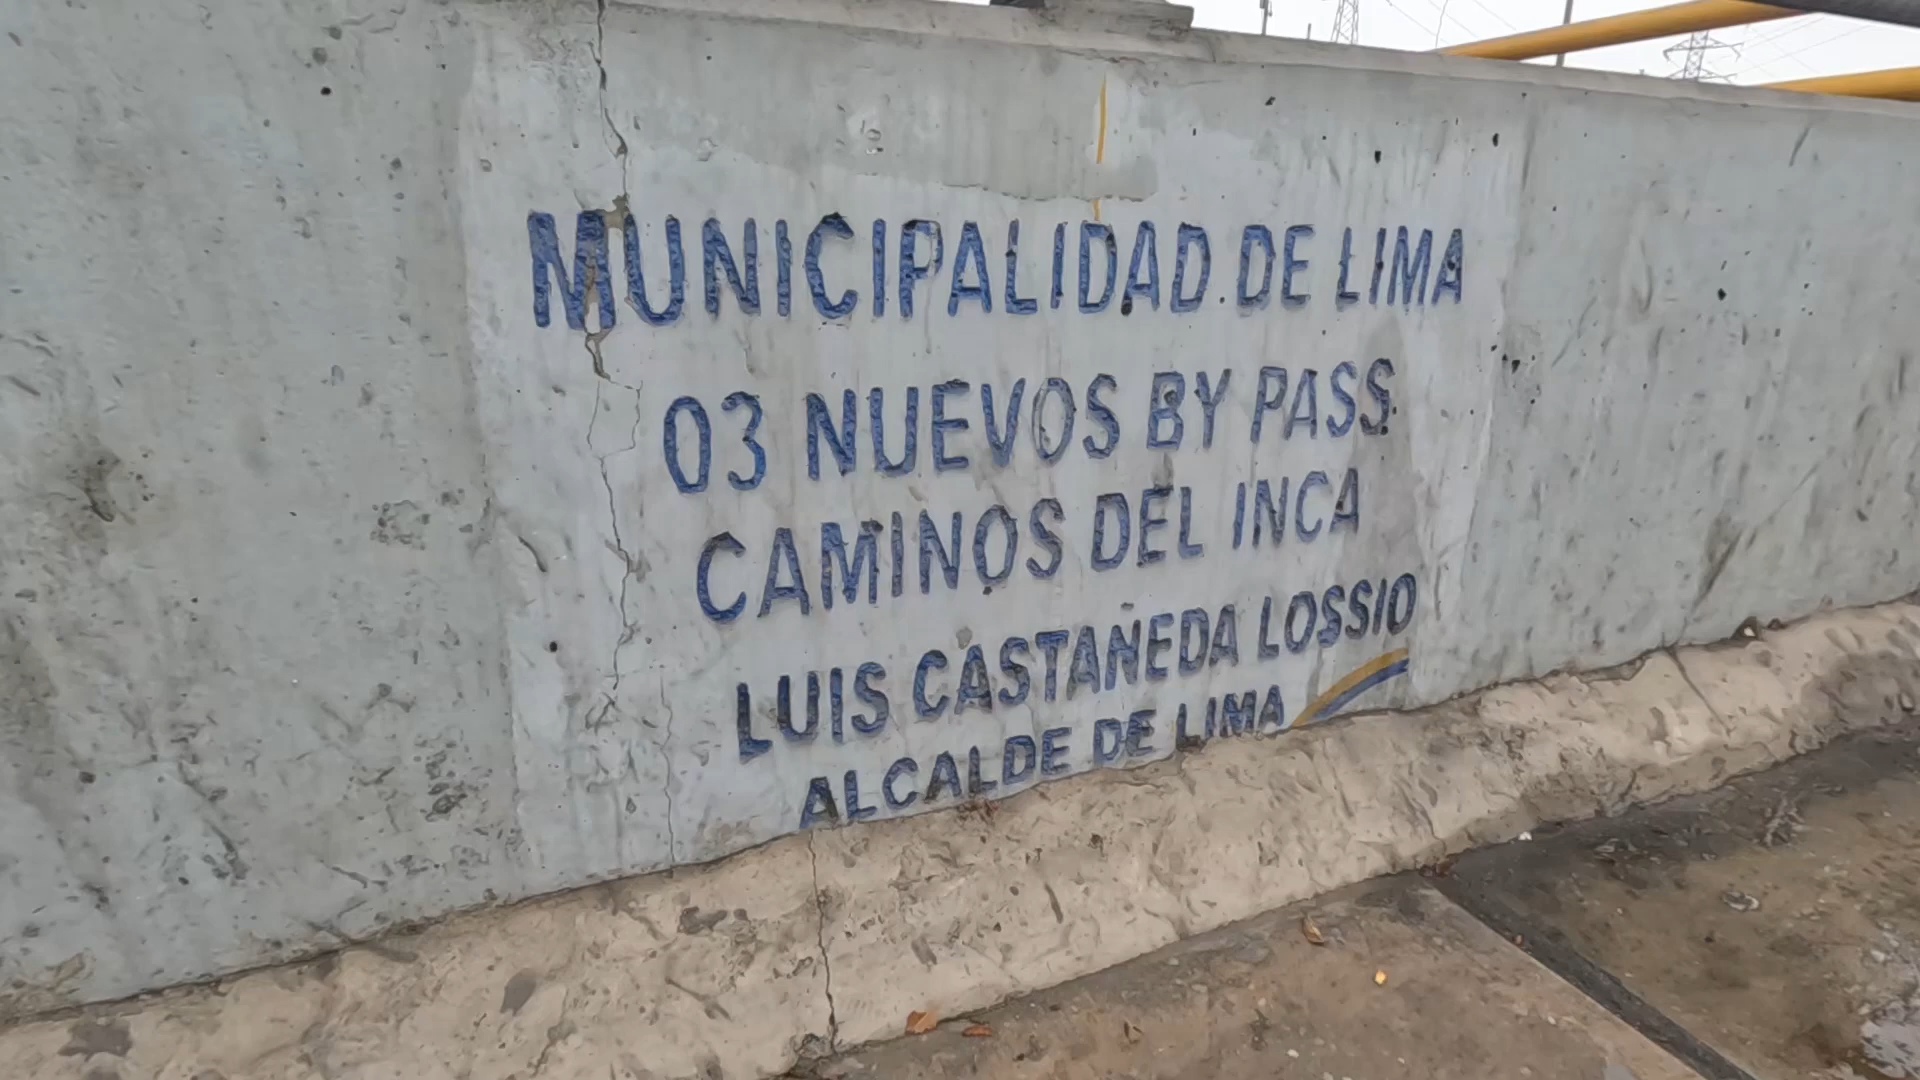 MUNICIPALIDAD DE LIMA
03 NUEVOS BY PASS
CAMINOS DEL INCA
LUIS CASTAÑEDA LOSSIO
ALCALDE DE LIMA